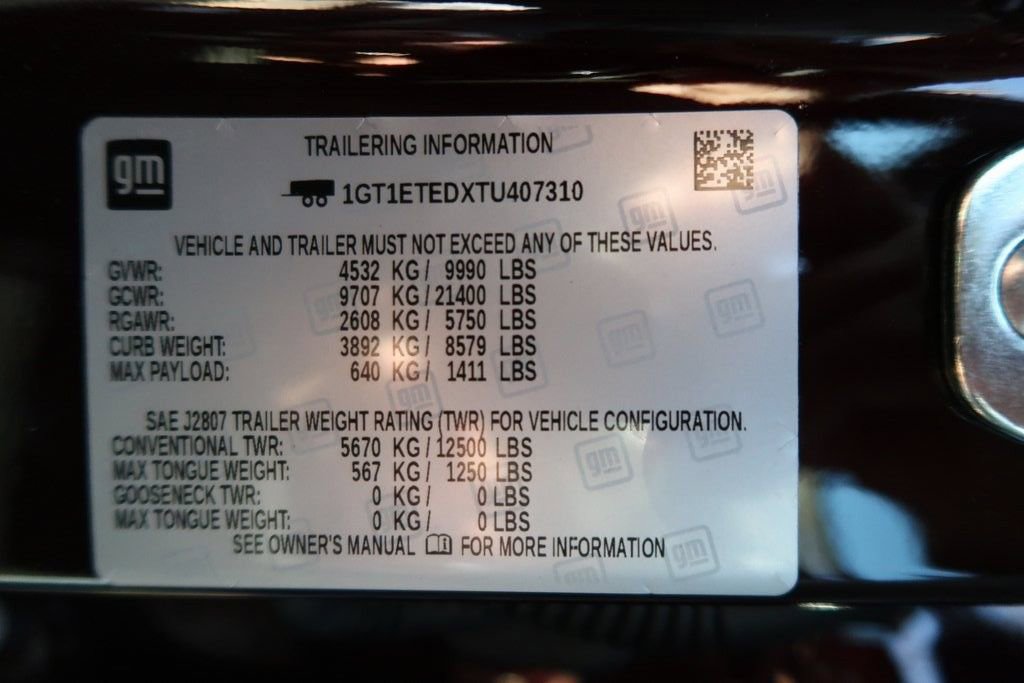 gm
TRAILERING INFORMATION
1GT1ETEDXTU407310
VEHICLE AND TRAILER MUST NOT EXCEED ANY OF THESE VALUES.
GVWR: 4532 KG / 9990 LBS
GCWR: 9707 KG / 21400 LBS
RGAWR: 2608 KG / 5750 LBS
CURB WEIGHT: 3892 KG / 8579 LBS
MAX PAYLOAD: 640 KG / 1411 LBS
SAE J2807 TRAILER WEIGHT RATING (TWR) FOR VEHICLE CONFIGURATION.
CONVENTIONAL TWR: 5670 KG / 12500 LBS
MAX TONGUE WEIGHT: 567 KG / 1250 LBS
GOOSENECK TWR: 0 KG / 0 LBS
MAX TONGUE WEIGHT: 0 KG / 0 LBS
SEE OWNER'S MANUAL FOR MORE INFORMATION